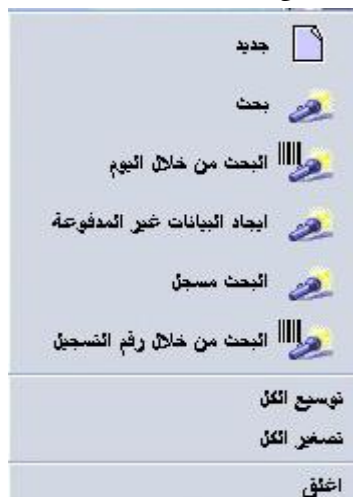 جديد
بحث
البحث من خلال اليوم
ايجاد البيانات غير المدفوعة
البحث مسجل
البحث من خلال رقم التسجيل
توسيع الكل
تصغير الكل
اغلق